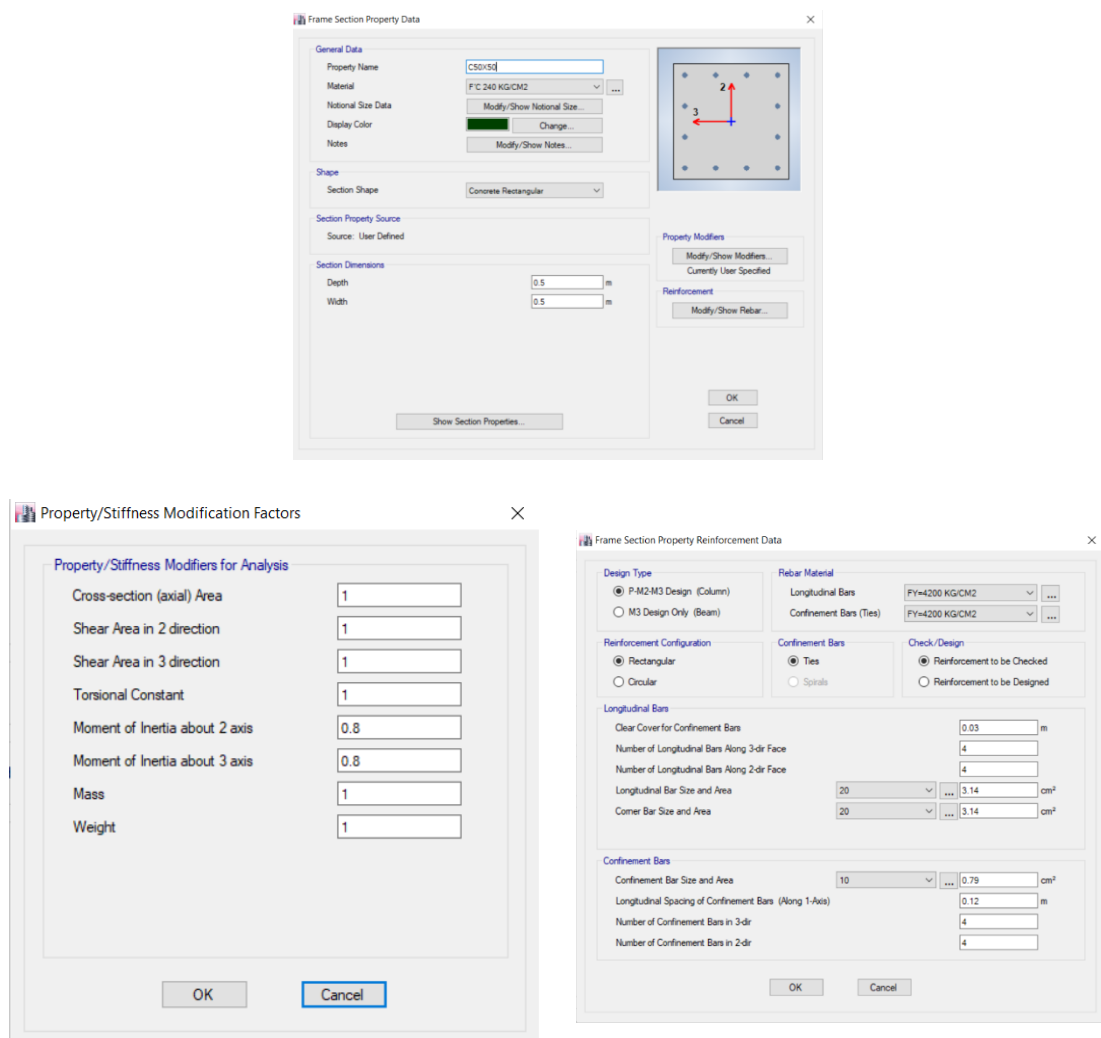 Frame Section Property Data
General Data
Property Name C50X50
Material F'C 240 KG/CM2 ...
Notional Size Data Modify/Show Notional Size...
Display Color Change...
Notes Modify/Show Notes...
2
3
Shape
Section Shape Concrete Rectangular
Section Property Source
Source: User Defined
Property Modifiers
Modify/Show Modifiers...
Currently User Specified
Section Dimensions
Depth 0.5 m
Width 0.5 m
Reinforcement
Modify/Show Rebar...
OK
Show Section Properties...
Cancel
Property/Stiffness Modification Factors
Property/Stiffness Modifiers for Analysis
Cross-section (axial) Area 1
Shear Area in 2 direction 1
Shear Area in 3 direction 1
Torsional Constant 1
Moment of Inertia about 2 axis 0.8
Moment of Inertia about 3 axis 0.8
Mass 1
Weight 1
OK Cancel
Frame Section Property Reinforcement Data
Design Type
P-M2-M3 Design (Column)
M3 Design Only (Beam)
Rebar Material
Longitudinal Bars FY=4200 KG/CM2 ...
Confinement Bars (Ties) FY=4200 KG/CM2 ...
Reinforcement Configuration
Rectangular
Circular
Confinement Bars
Ties
Spirals
Check/Design
Reinforcement to be Checked
Reinforcement to be Designed
Longitudinal Bars
Clear Cover for Confinement Bars 0.03 m
Number of Longitudinal Bars Along 3-dir Face 4
Number of Longitudinal Bars Along 2-dir Face 4
Longitudinal Bar Size and Area 20 ... 3.14 cm²
Corner Bar Size and Area 20 ... 3.14 cm²
Confinement Bars
Confinement Bar Size and Area 10 ... 0.79 cm²
Longitudinal Spacing of Confinement Bars (Along 1-Axis) 0.12 m
Number of Confinement Bars in 3-dir 4
Number of Confinement Bars in 2-dir 4
OK Cancel